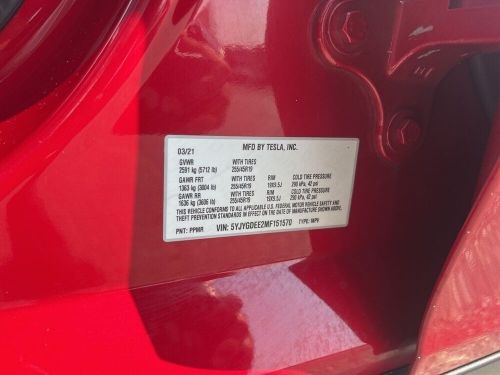 03/21 MFD BY TESLA, INC.
GVWR WITH TIRES
2591 kg (5712 lb) 255/45R19
GAWR FRT WITH TIRES RIM COLD TIRE PRESSURE
1363 kg (3004 lb) 255/45R19 19X9.5J 290 kPa, 42 psi
GAWR RR WITH TIRES RIM COLD TIRE PRESSURE
1636 kg (3606 lb) 255/45R19 19X9.5J 290 kPa, 42 psi
THIS VEHICLE CONFORMS TO ALL APPLICABLE U.S. FEDERAL MOTOR VEHICLE SAFETY AND
THEFT PREVENTION STANDARDS IN EFFECT ON THE DATE OF MANUFACTURE SHOWN ABOVE.
PNT: PPMR VIN: 5YJYGDEE2MF151570 TYPE: MPV